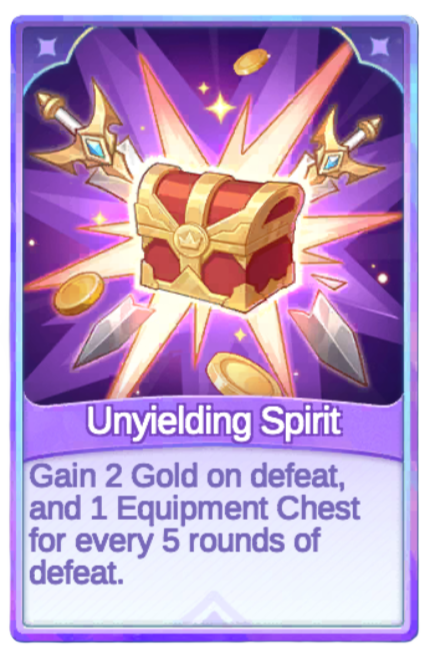 Unyielding Spirit
Gain 2 Gold on defeat,
and 1 Equipment Chest
for every 5 rounds of
defeat.